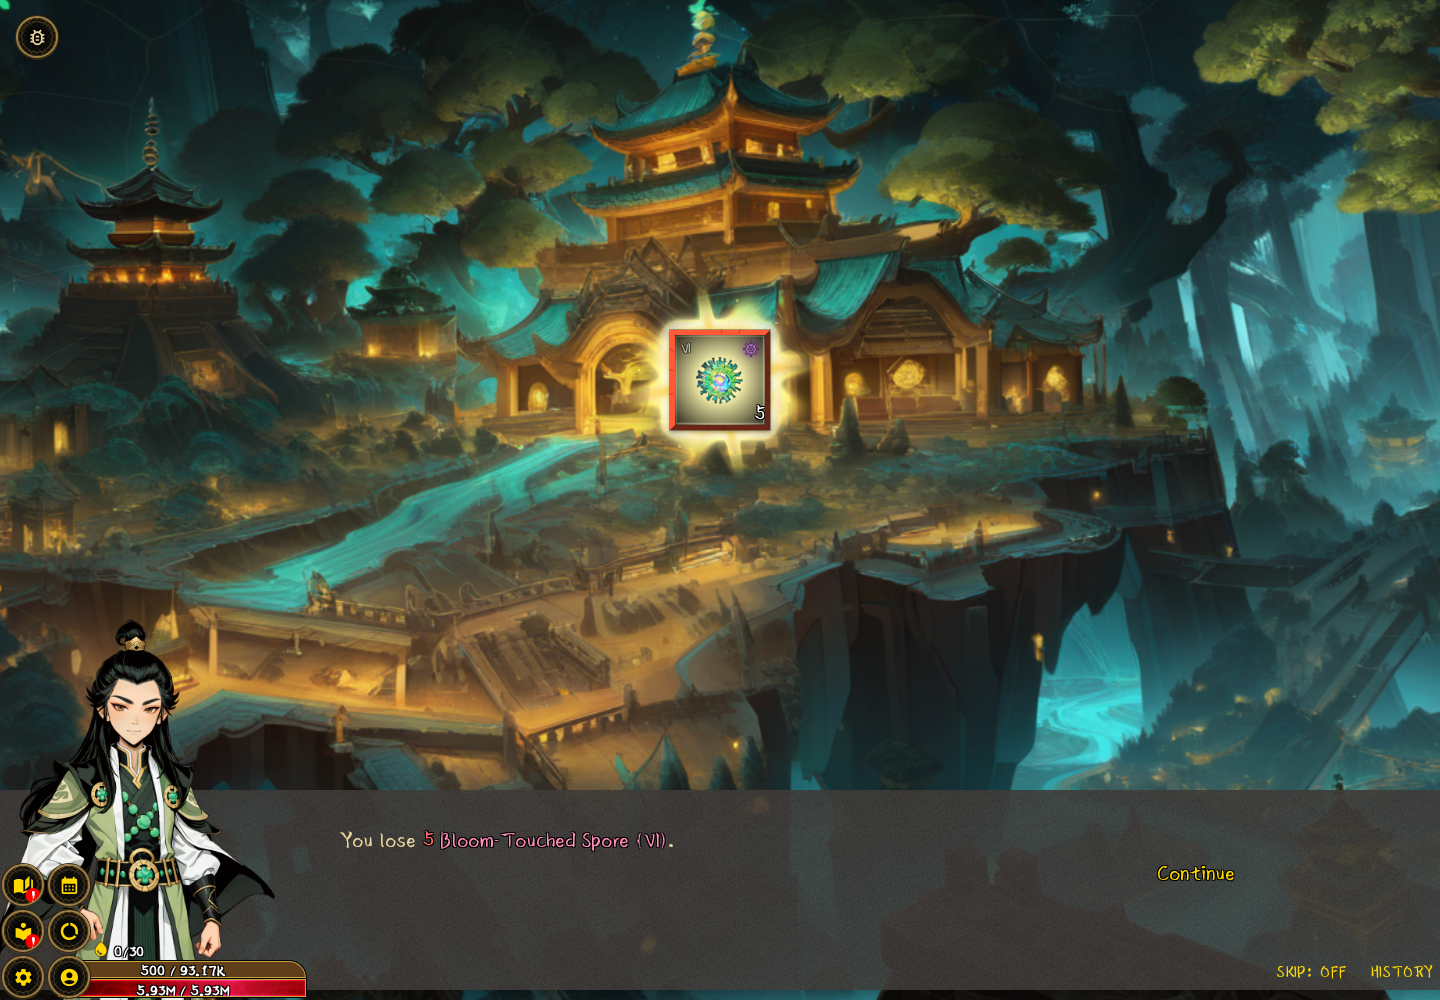 VI
5
You lose 5 Bloom-Touched Spore (VI).
Continue
0/30
500 / 93.17K
5.93M / 5.93M
SKIP: OFF HISTORY